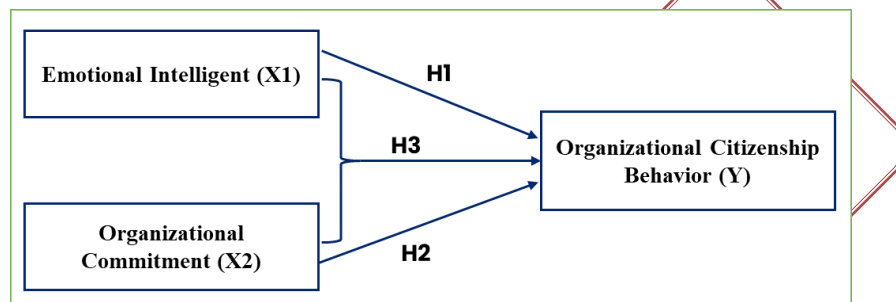 Emotional Intelligent (X1)
H1
H3
Organizational Citizenship
Behavior (Y)
Organizational
Commitment (X2)
H2